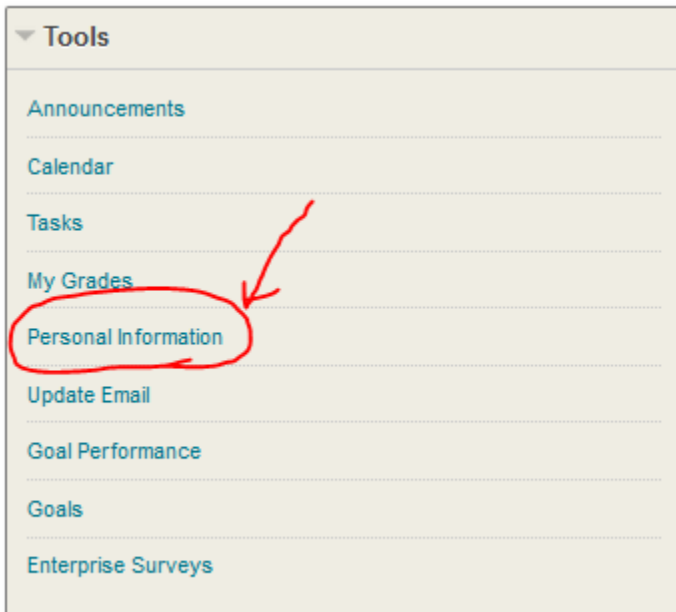 Tools
Announcements
Calendar
Tasks
My Grades
Personal Information
Update Email
Goal Performance
Goals
Enterprise Surveys